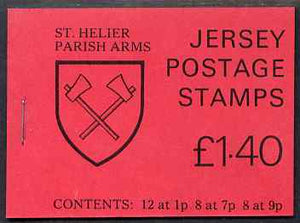 ST. HELIER
PARISH ARMS
JERSEY
POSTAGE
STAMPS
£1·40
CONTENTS: 12 at 1p 8 at 7p 8 at 9p